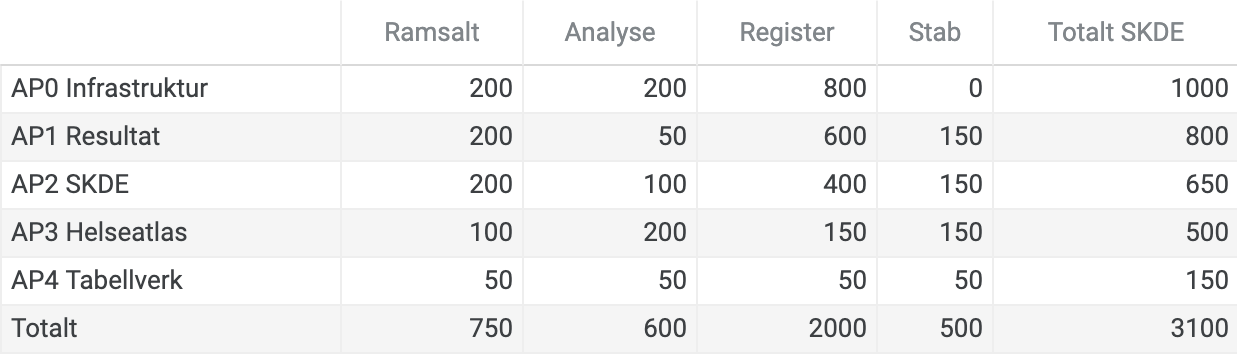 Ramsalt Analyse Register Stab Totalt SKDE
AP0 Infrastruktur 200 200 800 0 1000
AP1 Resultat 200 50 600 150 800
AP2 SKDE 200 100 400 150 650
AP3 Helseatlas 100 200 150 150 500
AP4 Tabellverk 50 50 50 50 150
Totalt 750 600 2000 500 3100